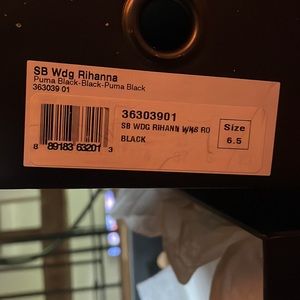 SB Wdg Rihanna
Puma Black-Black-Puma Black
363039 01
36303901
SB WDG RIHANN WNS RO
BLACK
Size
6.5
8 89183 63201 3